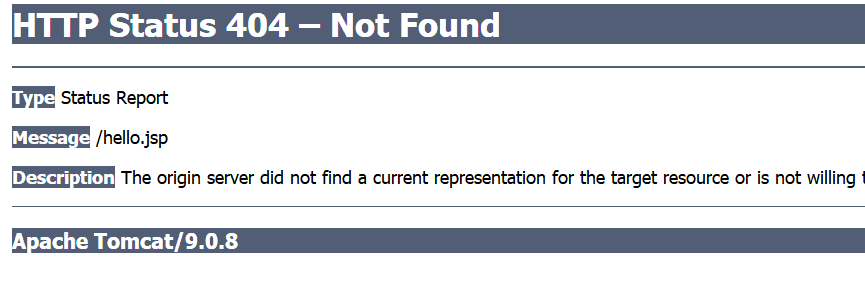 HTTP Status 404 – Not Found
Type Status Report
Message /hello.jsp
Description The origin server did not find a current representation for the target resource or is not willing
Apache Tomcat/9.0.8